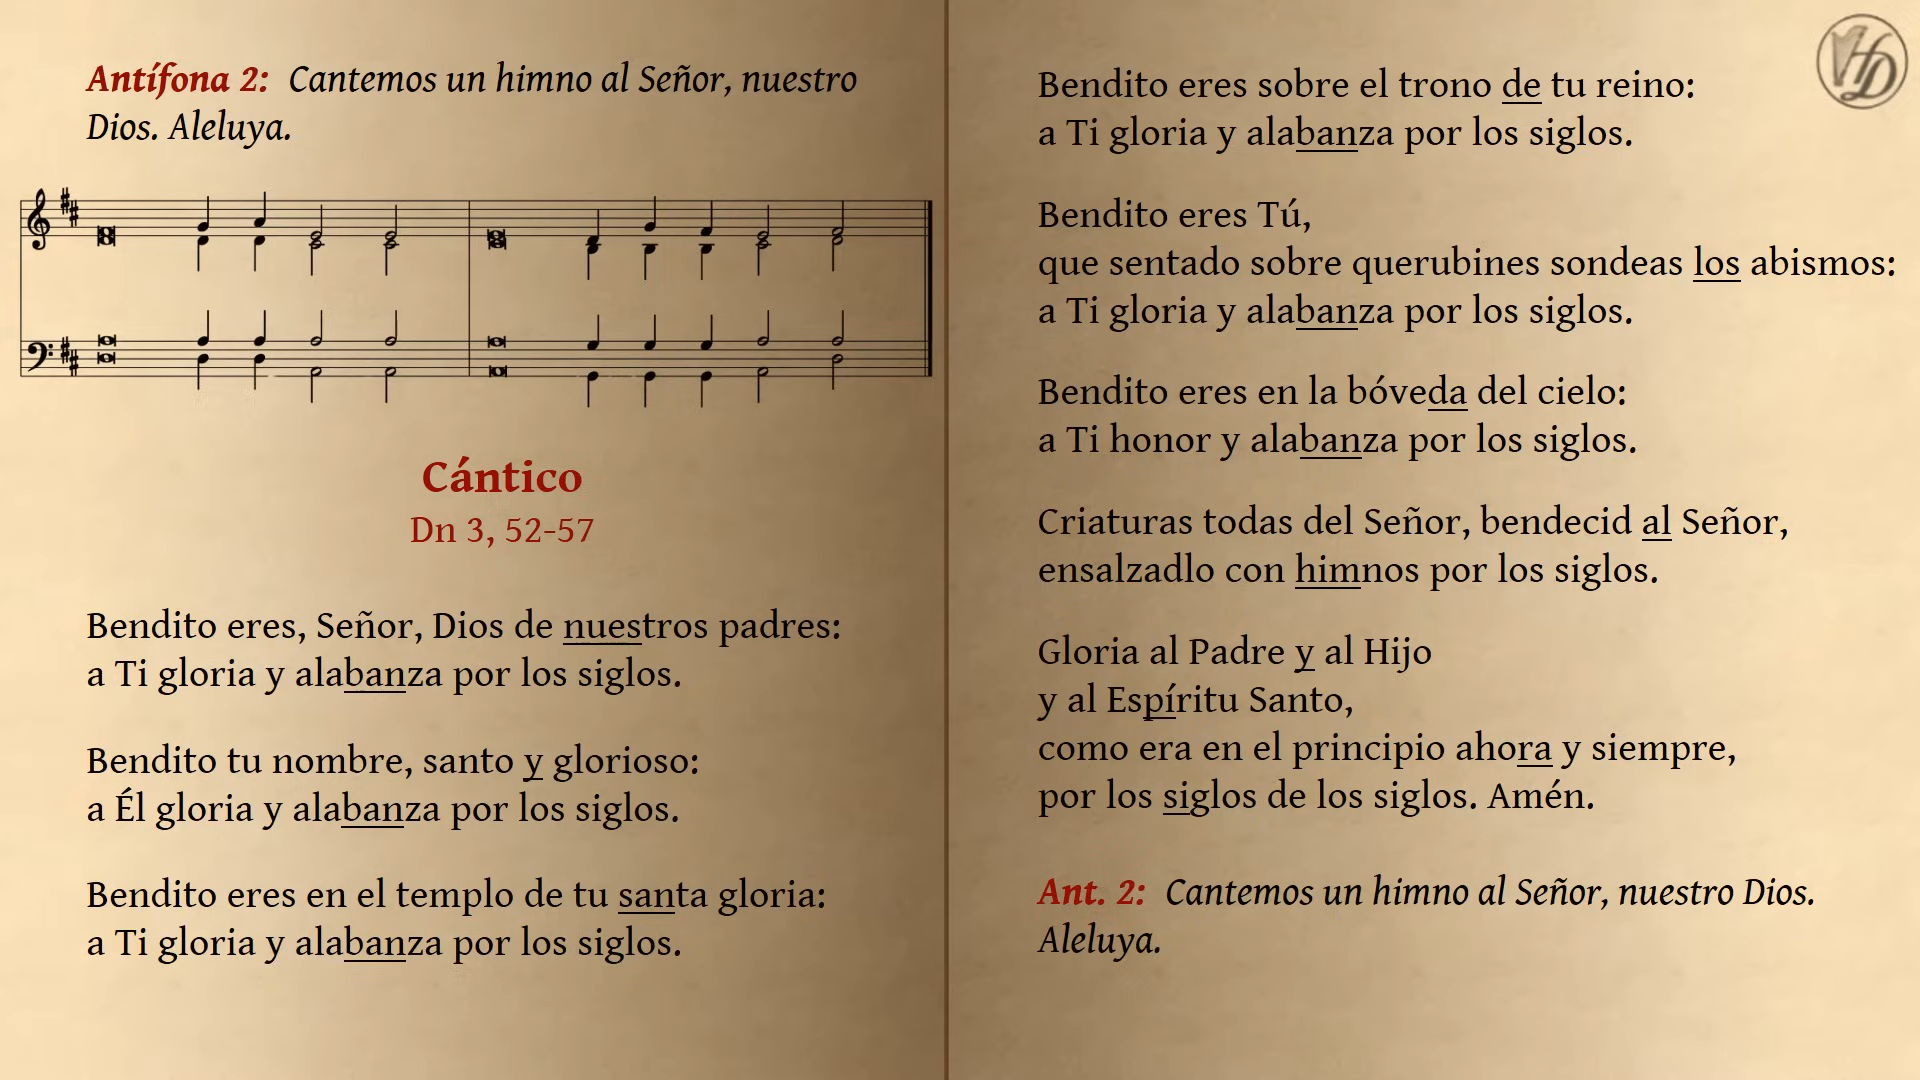 Antífona 2: Cantemos un himno al Señor, nuestro
Dios. Aleluya.
Cántico
Dn 3, 52-57
Bendito eres, Señor, Dios de nuestros padres:
a Ti gloria y alabanza por los siglos.
Bendito tu nombre, santo y glorioso:
a Él gloria y alabanza por los siglos.
Bendito eres en el templo de tu santa gloria:
a Ti gloria y alabanza por los siglos.
Bendito eres sobre el trono de tu reino:
a Ti gloria y alabanza por los siglos.
Bendito eres Tú,
que sentado sobre querubines sondeas los abismos:
a Ti gloria y alabanza por los siglos.
Bendito eres en la bóveda del cielo:
a Ti honor y alabanza por los siglos.
Criaturas todas del Señor, bendecid al Señor,
ensalzadlo con himnos por los siglos.
Gloria al Padre y al Hijo
y al Espíritu Santo,
como era en el principio ahora y siempre,
por los siglos de los siglos. Amén.
Ant. 2: Cantemos un himno al Señor, nuestro Dios.
Aleluya.
HD